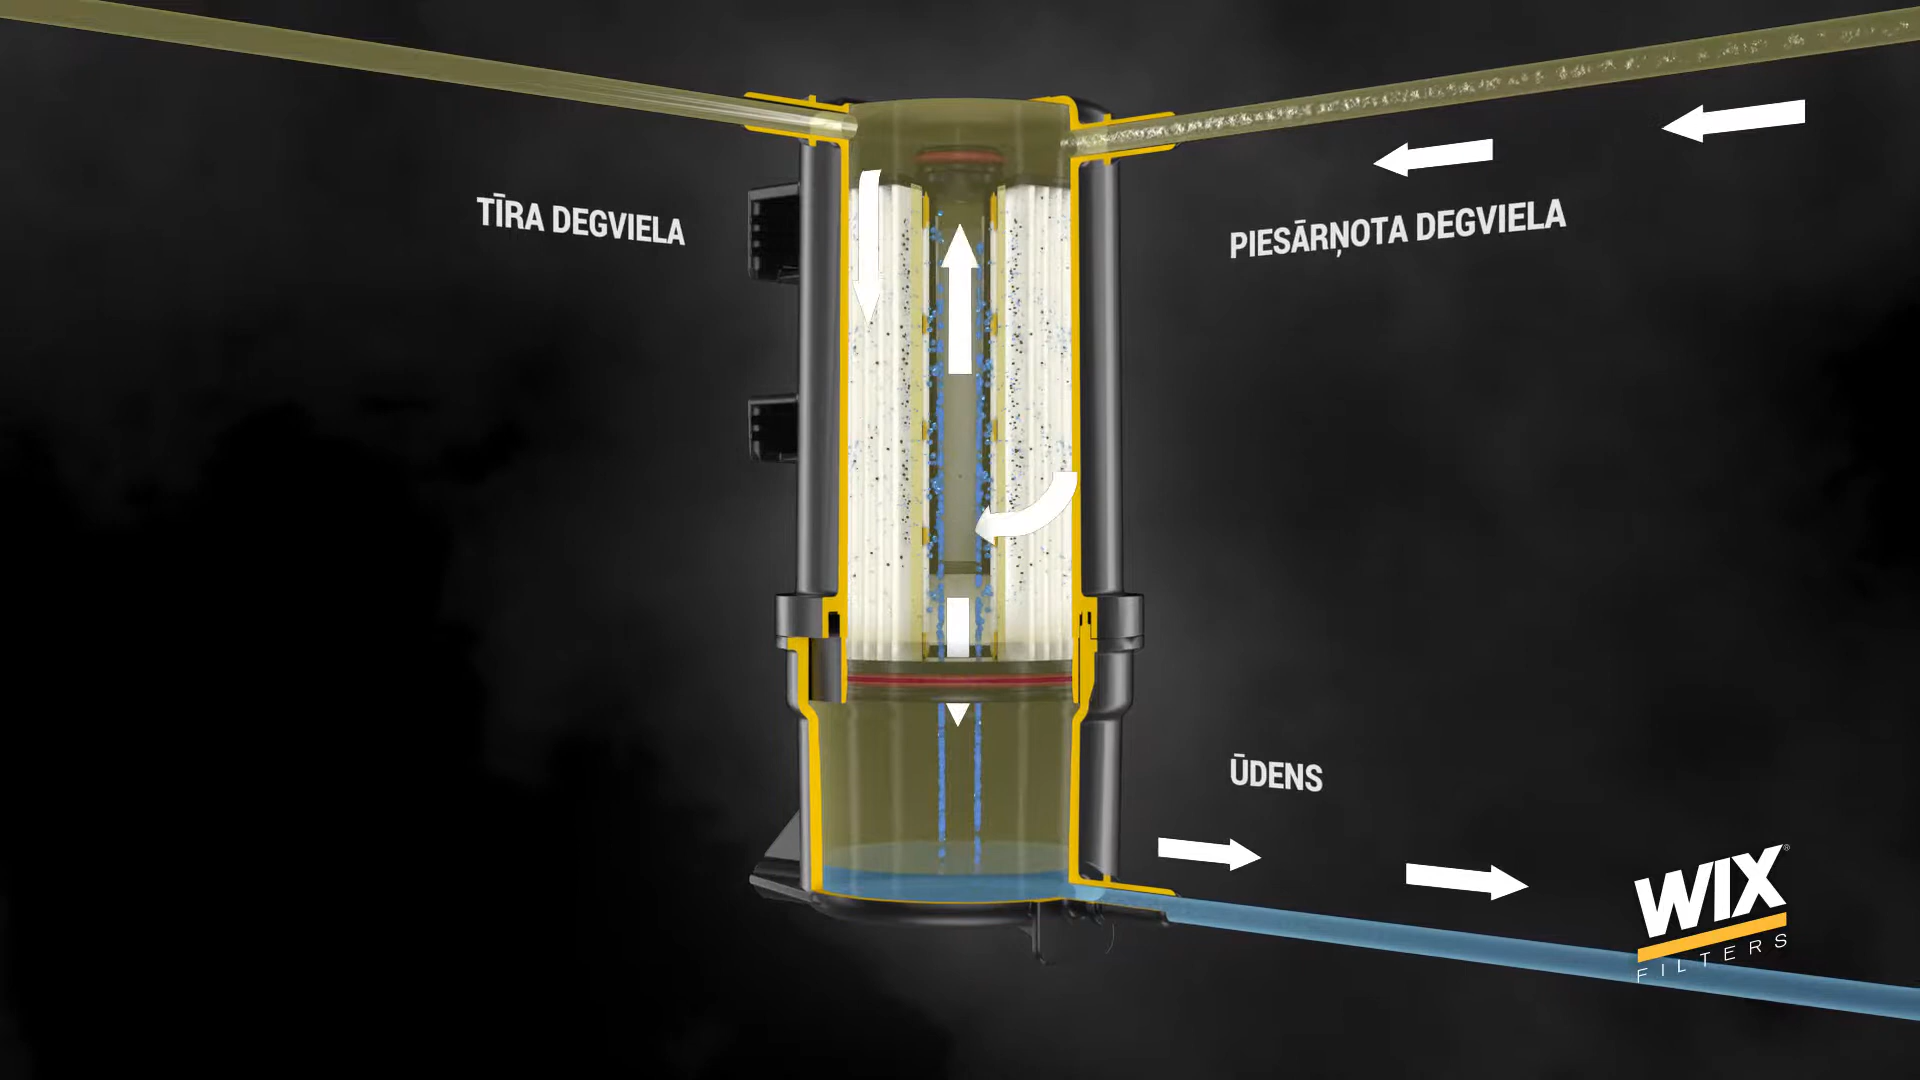 TĪRA DEGVIELA
PIESĀRŅOTA DEGVIELA
ŪDENS
WIX®
FILTERS